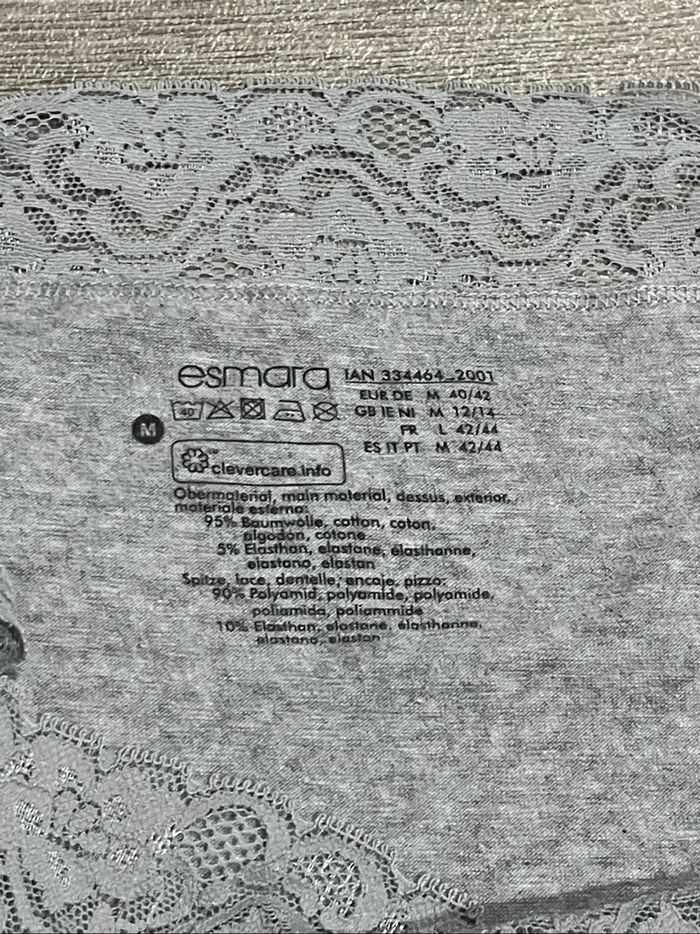 esmara
IAN 334464_2001
EUR DE M 40/42
GB IE NI M 12/14
FR L 42/44
ES IT PT M 42/44
40
M
clevercare.info
Obermaterial, main material, dessus, exterior,
materiale esterno:
95% Baumwolle, cotton, coton,
algodón, cotone
5% Elasthan, elastane, élasthanne,
elastano, elastan
Spitze, lace, dentelle, encaje, pizzo:
90% Polyamid, polyamide, polyamide,
poliamida, poliammide
10% Elasthan, elastane, élasthanne,
elastano, elastan